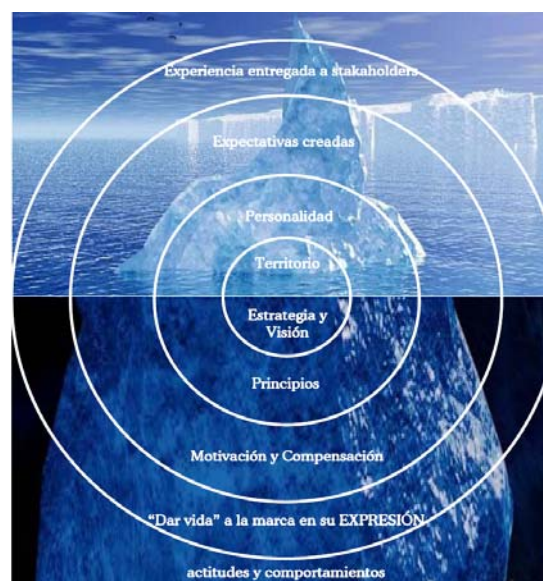 Experiencia entregada a stakaholders
Expectativas creadas
Personalidad
Territorio
Estrategia y
Visión
Principios
Motivación y Compensación
“Dar vida” a la marca en su EXPRESIÓN,
actitudes y comportamientos